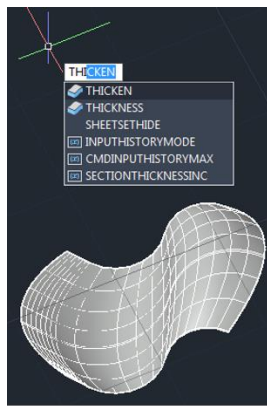 THICKEN
THICKEN
THICKNESS
SHEETSETHIDE
INPUTHISTORYMODE
CMDINPUTHISTORYMAX
SECTIONTHICKNESSINC